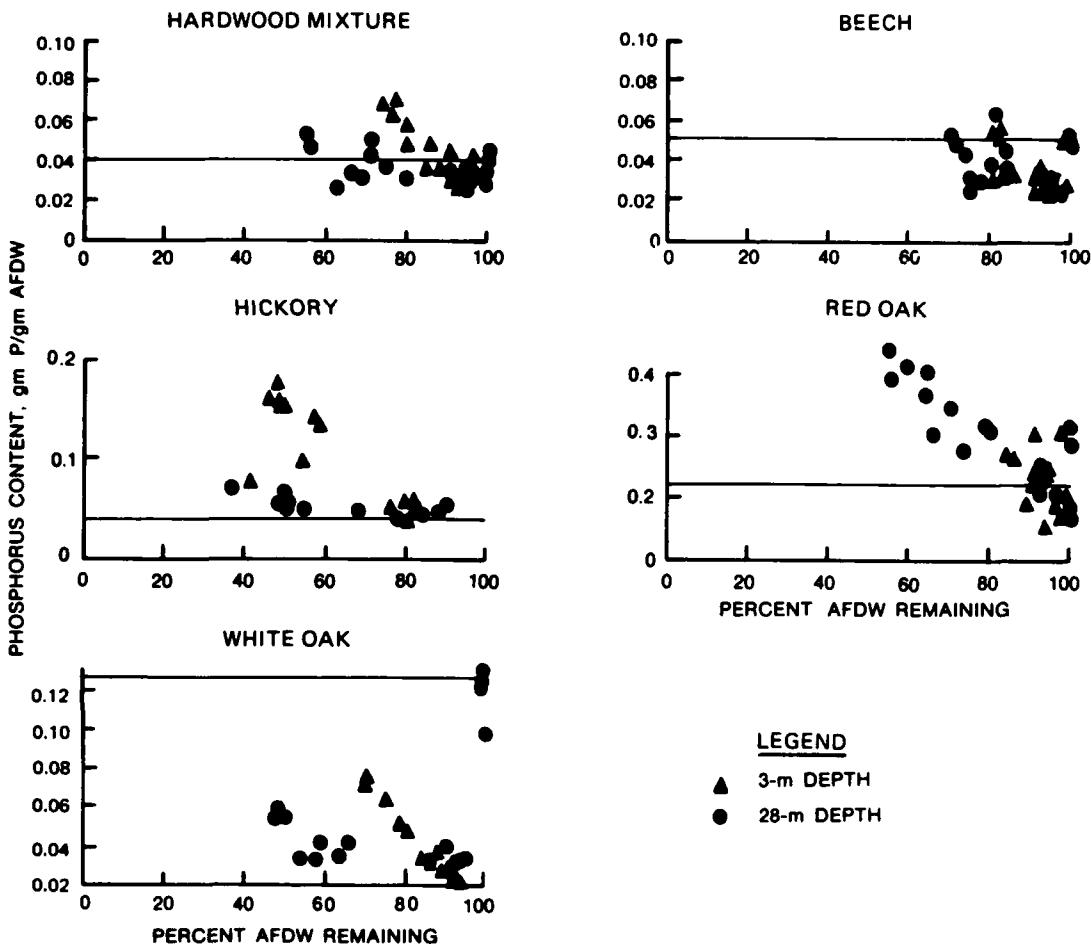 HARDWOOD MIXTURE
0.10
0.08
0.06
0.04
0.02
0
0 20 40 60 80 100
BEECH
0.10
0.08
0.06
0.04
0.02
0
0 20 40 60 80 100
PHOSPHORUS CONTENT, gm P/gm AFDW
HICKORY
0.2
0.1
0
0 20 40 60 80 100
RED OAK
0.4
0.3
0.2
0
0 20 40 60 80 100
PERCENT AFDW REMAINING
WHITE OAK
0.12
0.10
0.08
0.06
0.04
0.02
0 20 40 60 80 100
PERCENT AFDW REMAINING
LEGEND
3-m DEPTH
28-m DEPTH